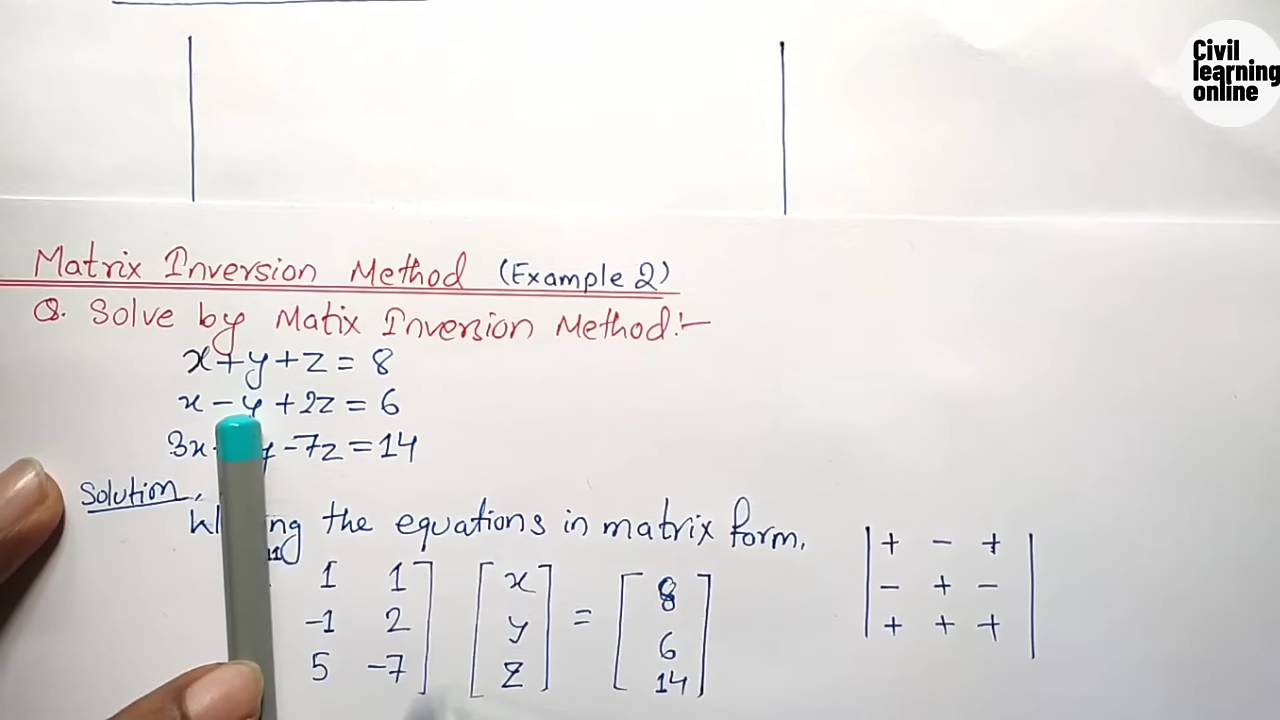 Civil
learning
online
Matrix Inversion Method (Example 2)
Q. Solve by Matix Inversion Method:-
x+y+z=8
x-y+2z=6
3x -7z=14
Solution,
the equations in matrix form,
1 1
-1 2
5 -7
x
y
z
=
8
6
14
+ - +
- + -
+ + +